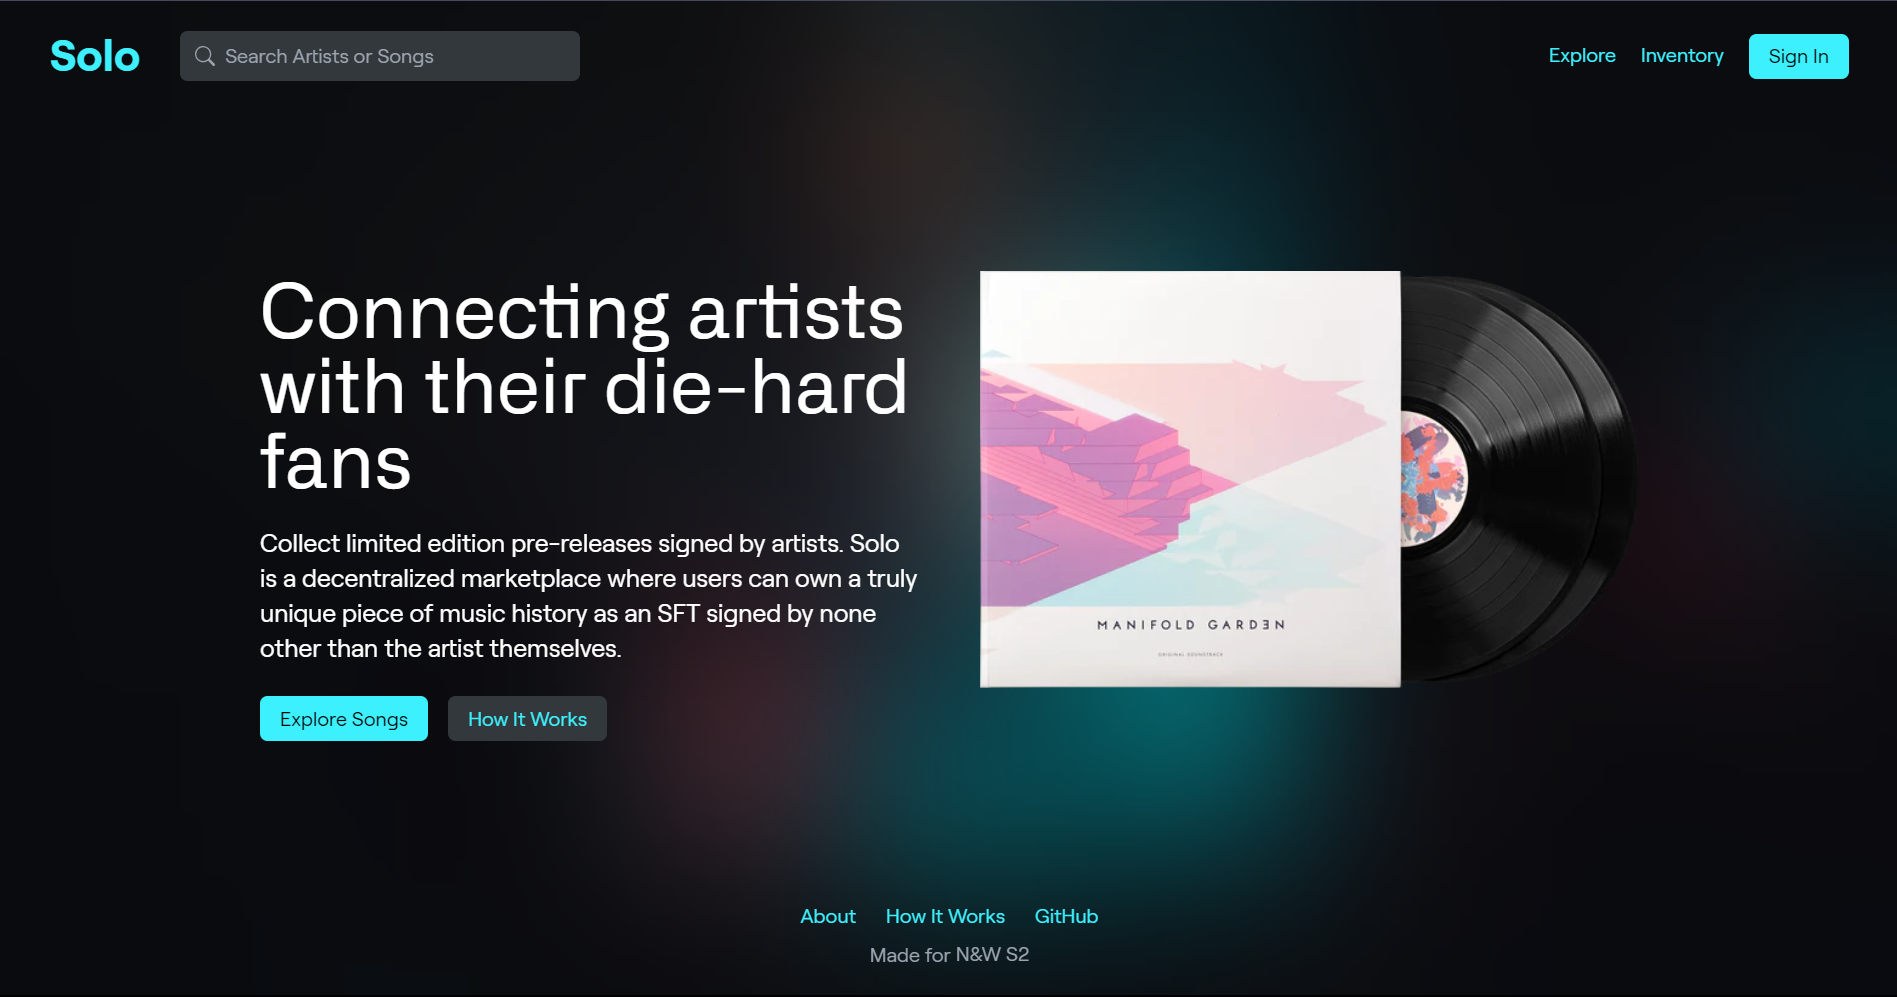 Solo
Search Artists or Songs
Explore
Inventory
Sign In
Connecting artists
with their die-hard
fans
Collect limited edition pre-releases signed by artists. Solo
is a decentralized marketplace where users can own a truly
unique piece of music history as an SFT signed by none
other than the artist themselves.
Explore Songs
How It Works
MANIFOLD GARDƎN
ORIGINAL SOUNDTRACK
About
How It Works
GitHub
Made for N&W S2